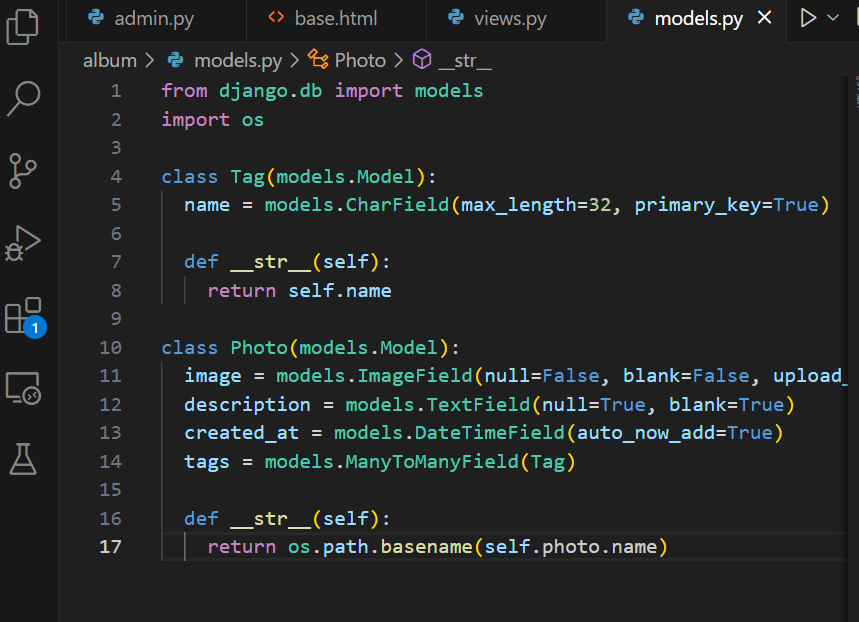 admin.py base.html views.py models.py
album > models.py > Photo > __str__
1 from django.db import models
2 import os
3
4 class Tag(models.Model):
5 name = models.CharField(max_length=32, primary_key=True)
6
7 def __str__(self):
8 return self.name
9
10 class Photo(models.Model):
11 image = models.ImageField(null=False, blank=False, upload_
12 description = models.TextField(null=True, blank=True)
13 created_at = models.DateTimeField(auto_now_add=True)
14 tags = models.ManyToManyField(Tag)
15
16 def __str__(self):
17 return os.path.basename(self.photo.name)
1